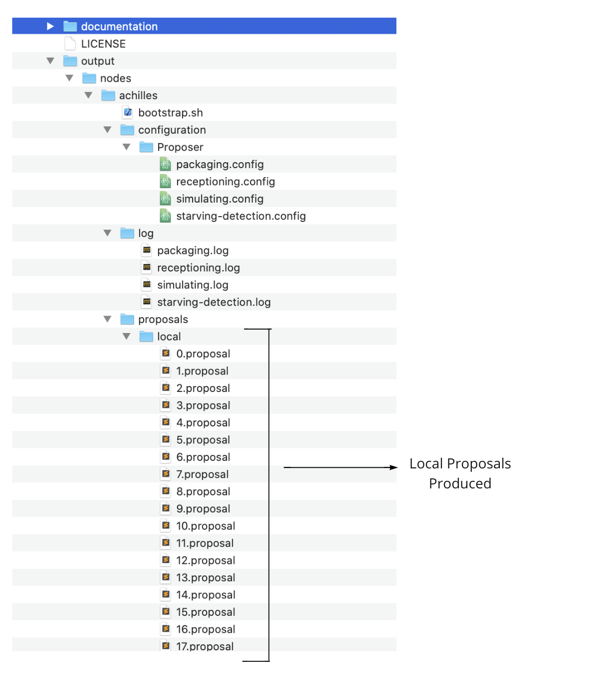 documentation
LICENSE
output
nodes
achilles
bootstrap.sh
configuration
Proposer
packaging.config
receptioning.config
simulating.config
starving-detection.config
log
packaging.log
receptioning.log
simulating.log
starving-detection.log
proposals
local
0.proposal
1.proposal
2.proposal
3.proposal
4.proposal
5.proposal
6.proposal
7.proposal
8.proposal
9.proposal
10.proposal
11.proposal
12.proposal
13.proposal
14.proposal
15.proposal
16.proposal
17.proposal
Local Proposals
Produced